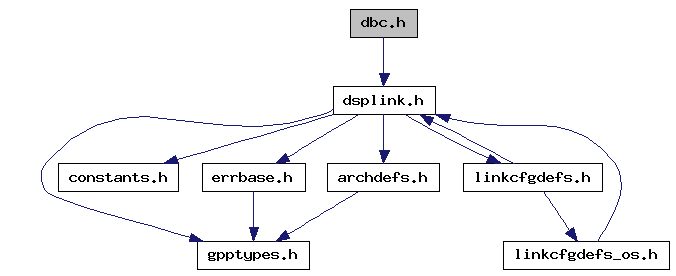 dbc.h
dsplink.h
constants.h
errbase.h
archdefs.h
linkcfgdefs.h
gpptypes.h
linkcfgdefs_os.h